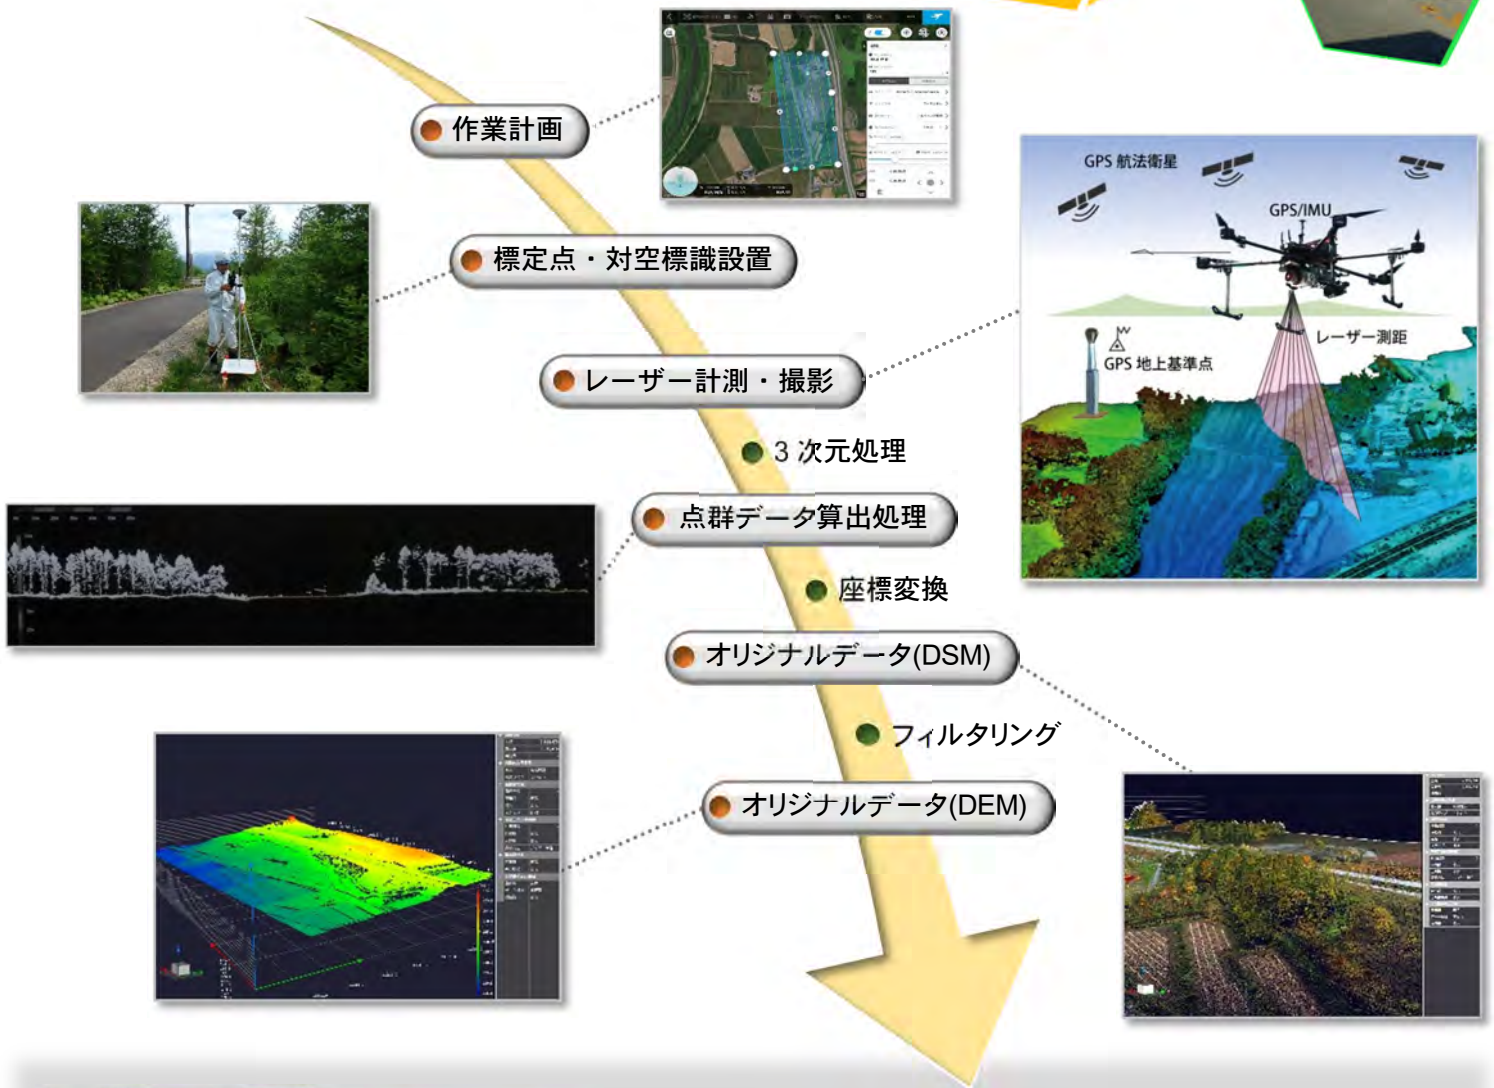 作業計画
標定点・対空標識設置
GPS 航法衛星
GPS/IMU
レーザー測距
GPS 地上基準点
レーザー計測・撮影
3 次元処理
点群データ算出処理
座標変換
オリジナルデータ(DSM)
フィルタリング
オリジナルデータ(DEM)